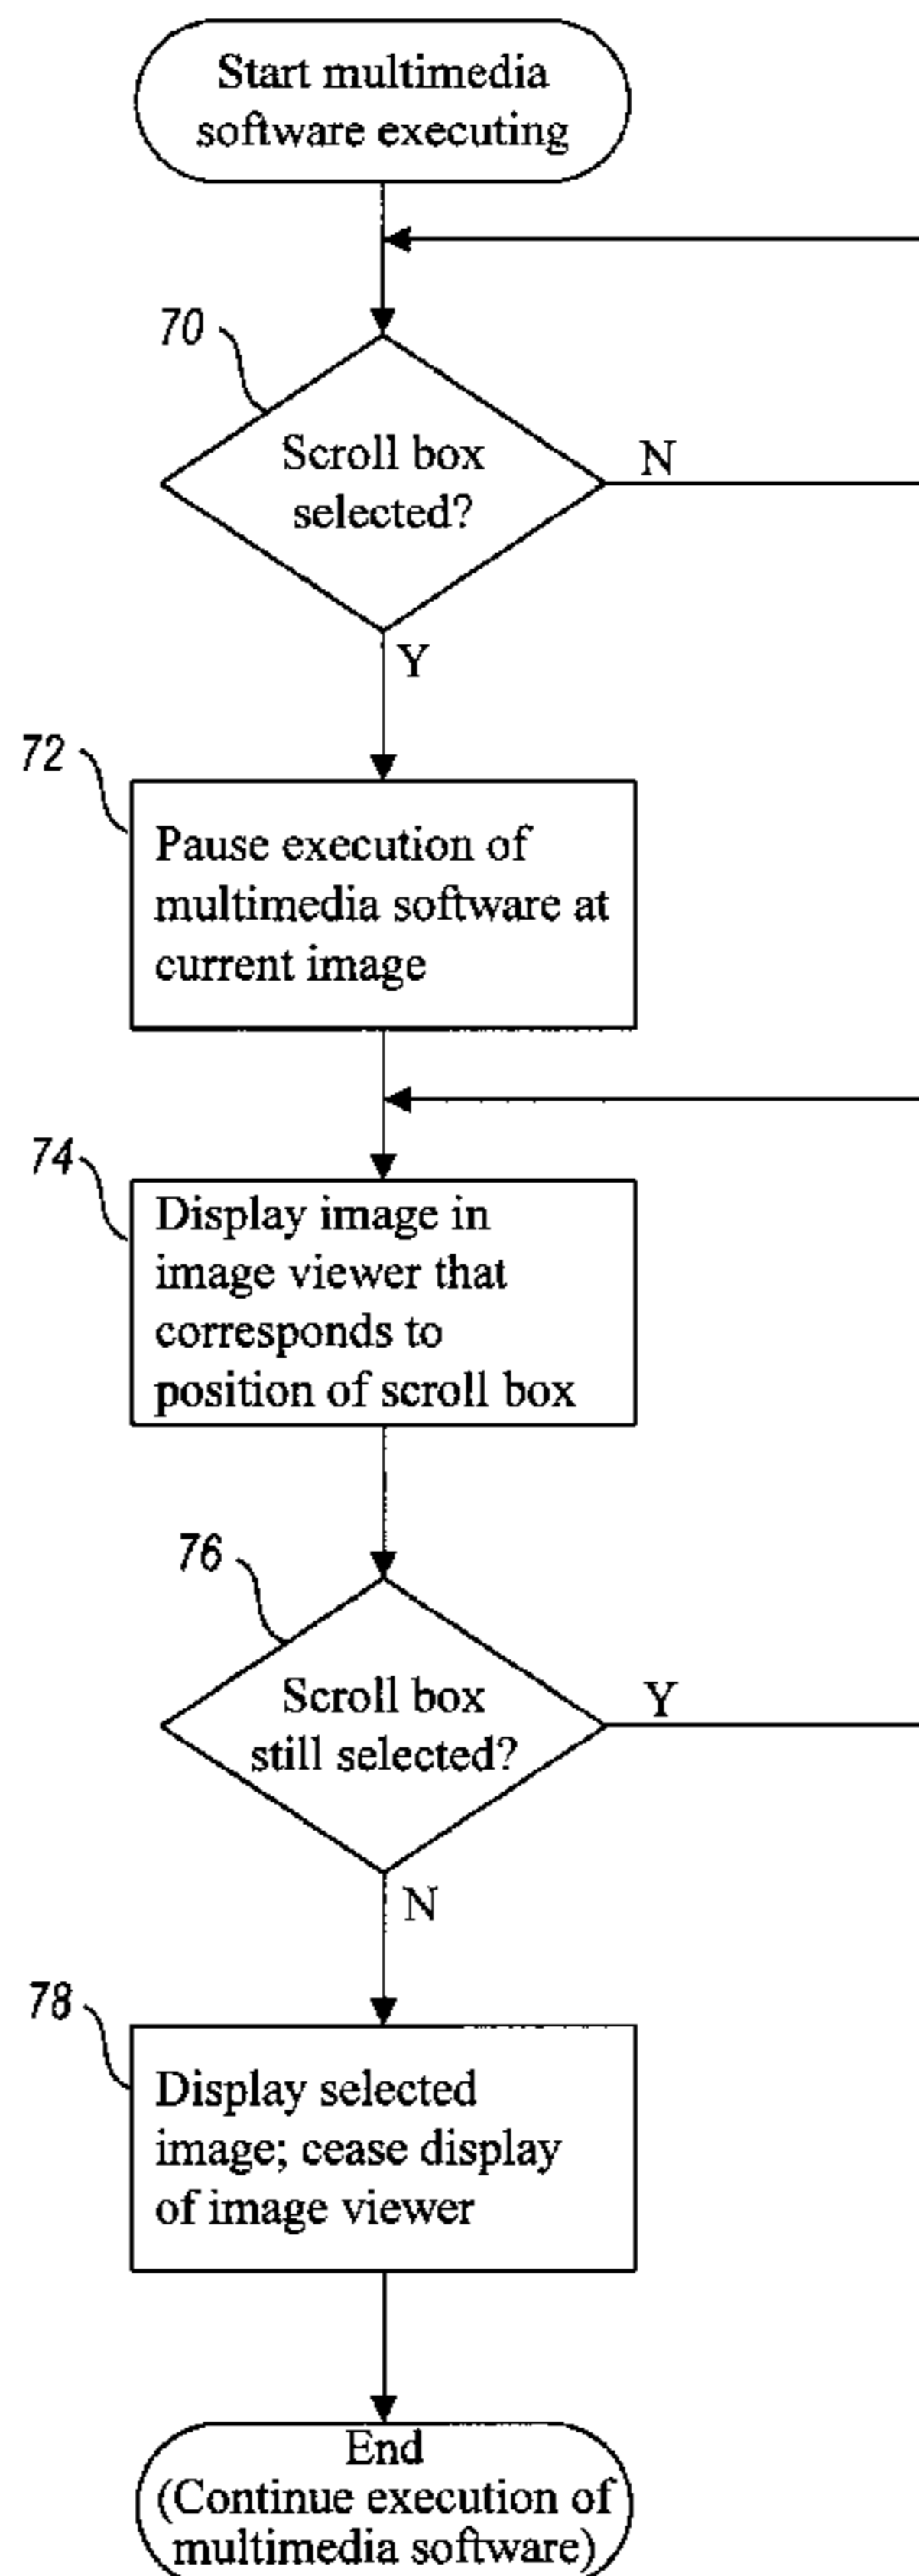 Start multimedia
software executing
70
Scroll box
selected?
N
Y
72
Pause execution of
multimedia software at
current image
74
Display image in
image viewer that
corresponds to
position of scroll box
76
Scroll box
still selected?
Y
N
78
Display selected
image; cease display
of image viewer
End
(Continue execution of
multimedia software)